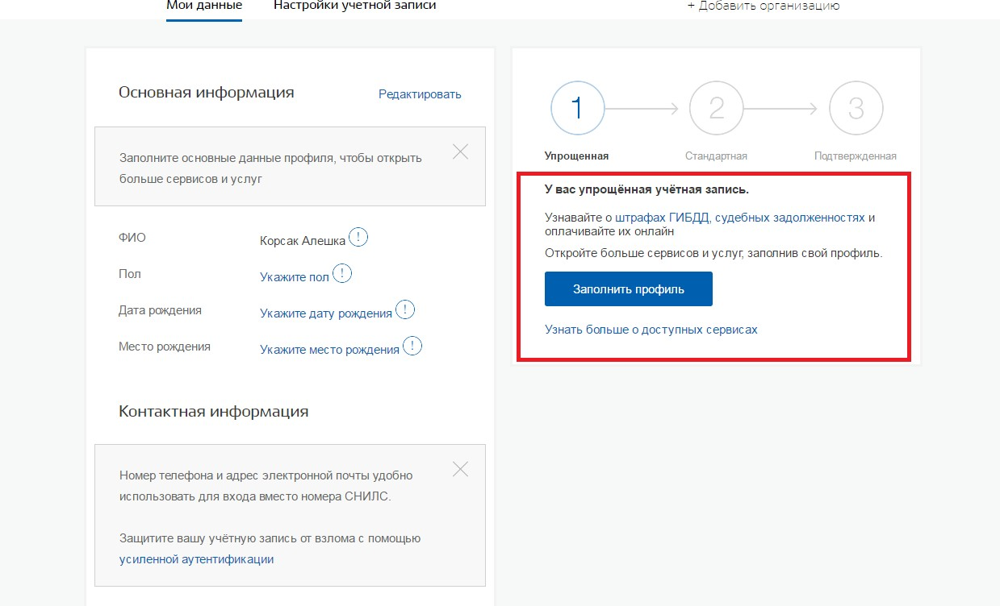 Мои данные
Настройки учетной записи
+ Добавить организацию
Основная информация
Редактировать
Заполните основные данные профиля, чтобы открыть
больше сервисов и услуг
ФИО
Корсак Алешка !
Пол
Укажите пол !
Дата рождения
Укажите дату рождения !
Место рождения
Укажите место рождения !
Контактная информация
Номер телефона и адрес электронной почты удобно
использовать для входа вместо номера СНИЛС.
Защитите вашу учётную запись от взлома с помощью
усиленной аутентификации
1
2
3
Упрощенная
Стандартная
Подтвержденная
У вас упрощённая учётная запись.
Узнавайте о штрафах ГИБДД, судебных задолженностях и
оплачивайте их онлайн
Откройте больше сервисов и услуг, заполнив свой профиль.
Заполнить профиль
Узнать больше о доступных сервисах